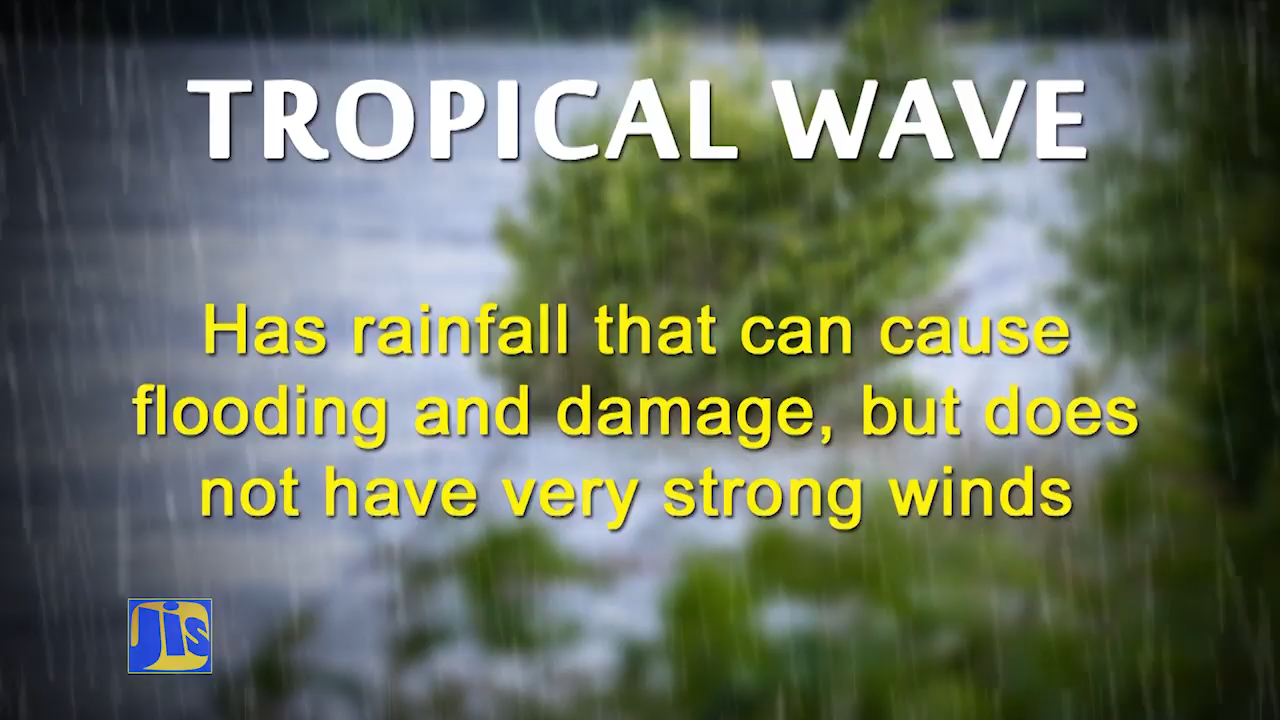 TROPICAL WAVE
Has rainfall that can cause
flooding and damage, but does
not have very strong winds
jis